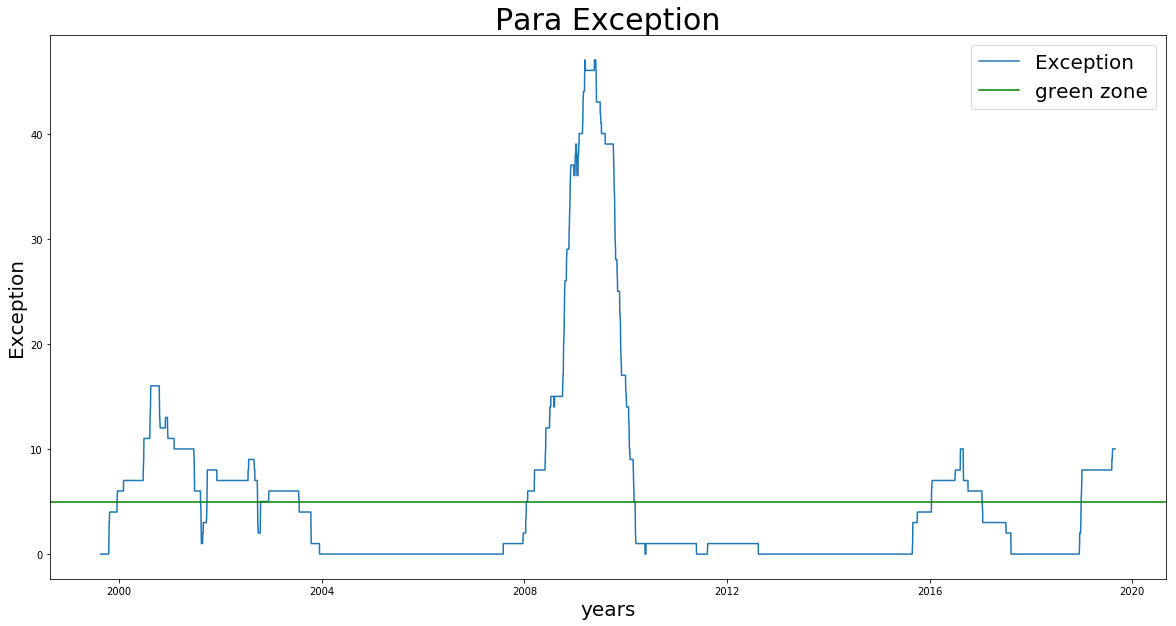 Para Exception
Exception
green zone
Exception
40
30
20
10
0
2000
2004
2008
2012
2016
2020
years